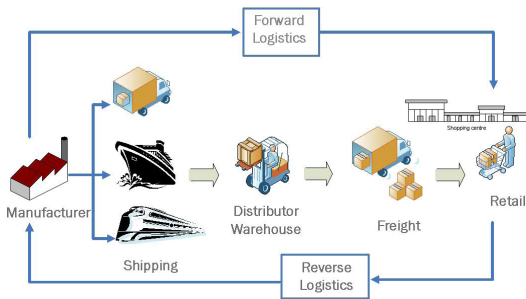 Forward
Logistics
Shopping centre
Manufacturer
Distributor
Warehouse
Freight
Retail
Shipping
Reverse
Logistics